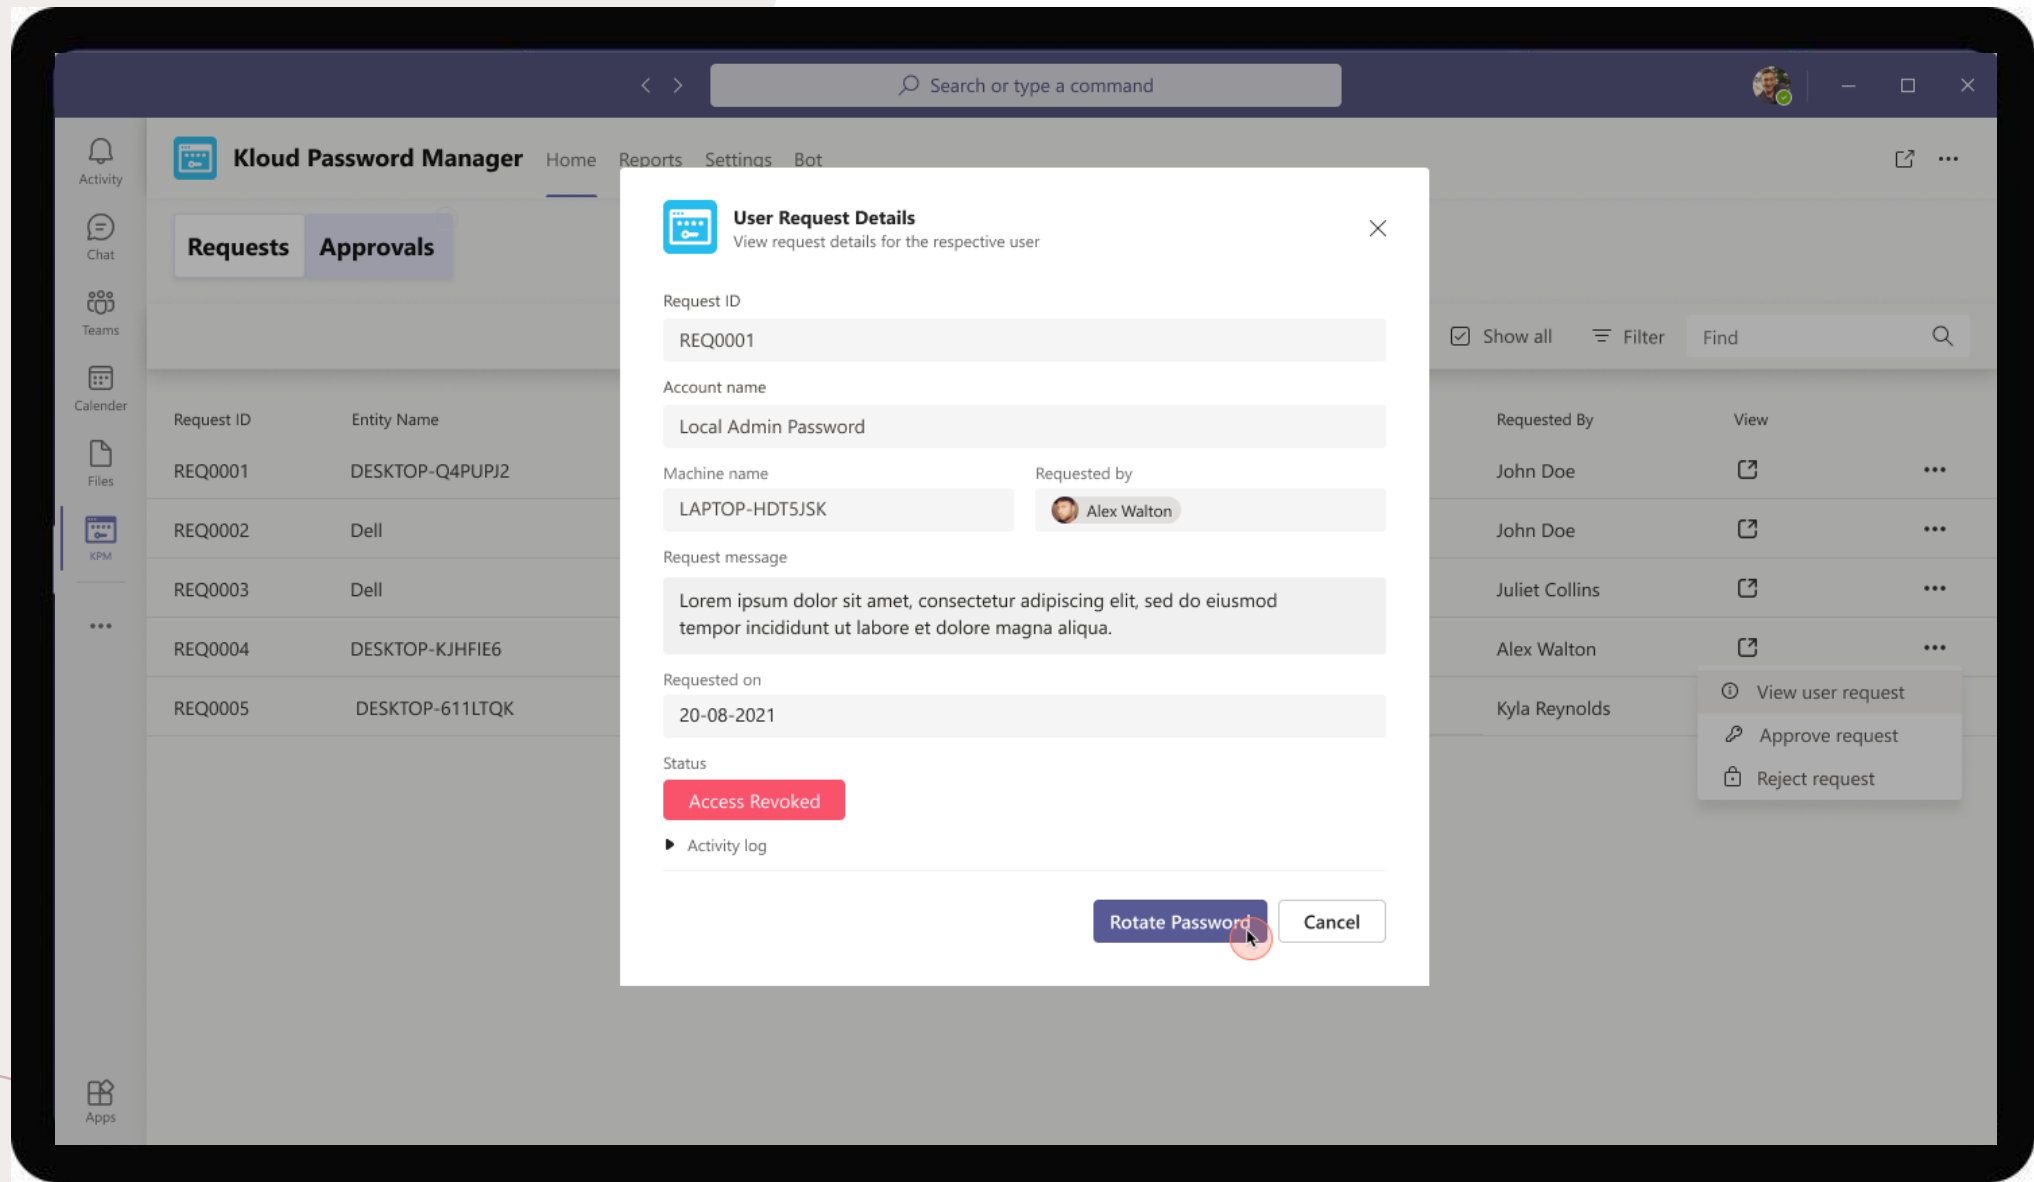 Search or type a command
Activity
Chat
Teams
Calender
Files
KPM
Apps
Kloud Password Manager
Home Reports Settings Bot
Requests Approvals
Show all Filter Find
Request ID Entity Name Requested By View
REQ0001 DESKTOP-Q4PUPJ2 John Doe
REQ0002 Dell John Doe
REQ0003 Dell Juliet Collins
REQ0004 DESKTOP-KJHFIE6 Alex Walton
REQ0005 DESKTOP-611LTQK Kyla Reynolds
View user request
Approve request
Reject request
User Request Details
View request details for the respective user
Request ID
REQ0001
Account name
Local Admin Password
Machine name Requested by
LAPTOP-HDT5JSK Alex Walton
Request message
Lorem ipsum dolor sit amet, consectetur adipiscing elit, sed do eiusmod
tempor incididunt ut labore et dolore magna aliqua.
Requested on
20-08-2021
Status
Access Revoked
Activity log
Rotate Password Cancel